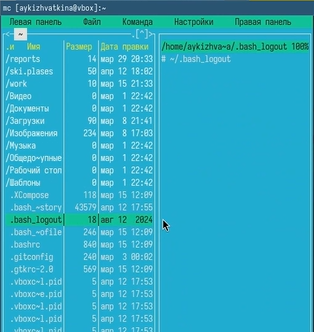 mc [aykizhvatkina@vbox]:~
Левая панель Файл Команда Настройки Правая панель
<─ ~ .[^]>
.и Имя Размер Дата правки
/reports 14 мар 29 20:33
/ski.plases 50 апр 12 18:02
/work 10 мар 15 21:33
/Видео 0 мар 1 22:42
/Документы 0 мар 1 22:42
/Загрузки 90 мар 8 21:41
/Изображения 234 мар 8 17:03
/Музыка 0 мар 1 22:42
/Общедо~упные 0 мар 1 22:42
/Рабочий стол 0 мар 1 22:42
/Шаблоны 0 мар 1 22:42
.XCompose 118 мар 15 12:09
.bash_~story 43579 апр 12 17:55
.bash_logout 18 авг 12 2024
.bash_~ofile 246 мар 15 12:09
.bashrc 840 мар 15 12:09
.gitconfig 240 мар 3 00:02
.gtkrc-2.0 569 мар 15 12:09
.vboxc~l.pid 5 апр 12 17:53
.vboxc~e.pid 5 апр 12 17:53
.vboxc~l.pid 5 апр 12 17:53
.vboxc~l.pid 5 апр 12 17:53
/home/aykizhva~a/.bash_logout 100%
# ~/.bash_logout